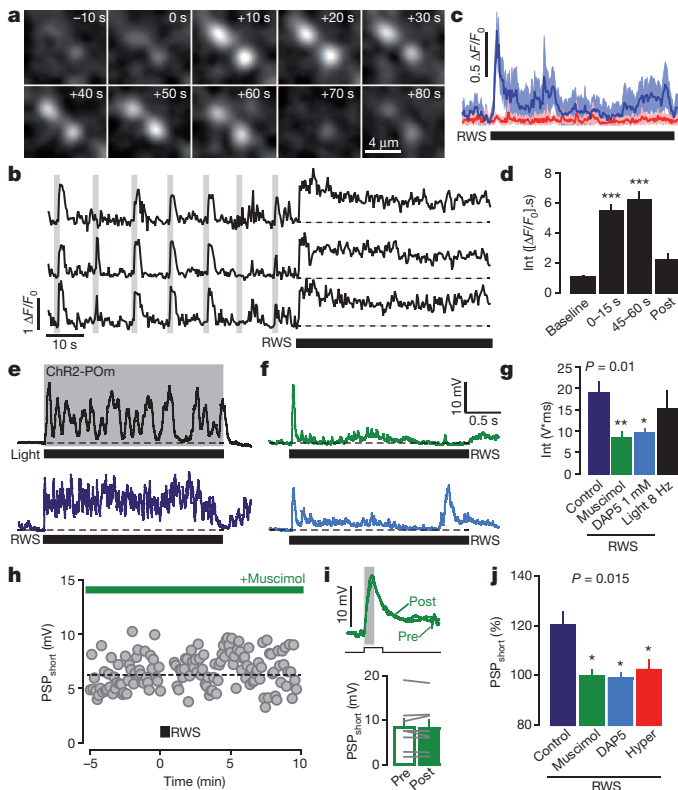 a
−10 s
0 s
+10 s
+20 s
+30 s
+40 s
+50 s
+60 s
+70 s
+80 s
4 µm
c
0.5 ΔF/F0
RWS
b
1 ΔF/F0
10 s
RWS
d
Int ([ΔF/F0].s)
8
6
4
2
0
***
***
Baseline
0–15 s
45–60 s
Post
e
ChR2-POm
Light
RWS
f
10 mV
0.5 s
RWS
RWS
g
P = 0.01
Int (V*ms)
25
20
15
10
5
0
**
*
Control
Muscimol
DAP5 1 mM
Light 8 Hz
RWS
h
+Muscimol
PSPshort (mV)
15
10
5
0
RWS
−5
0
5
10
Time (min)
i
10 mV
Post
Pre
PSPshort (mV)
20
10
0
Pre
Post
j
P = 0.015
PSPshort (%)
140
120
100
80
*
*
*
Control
Muscimol
DAP5
Hyper
RWS